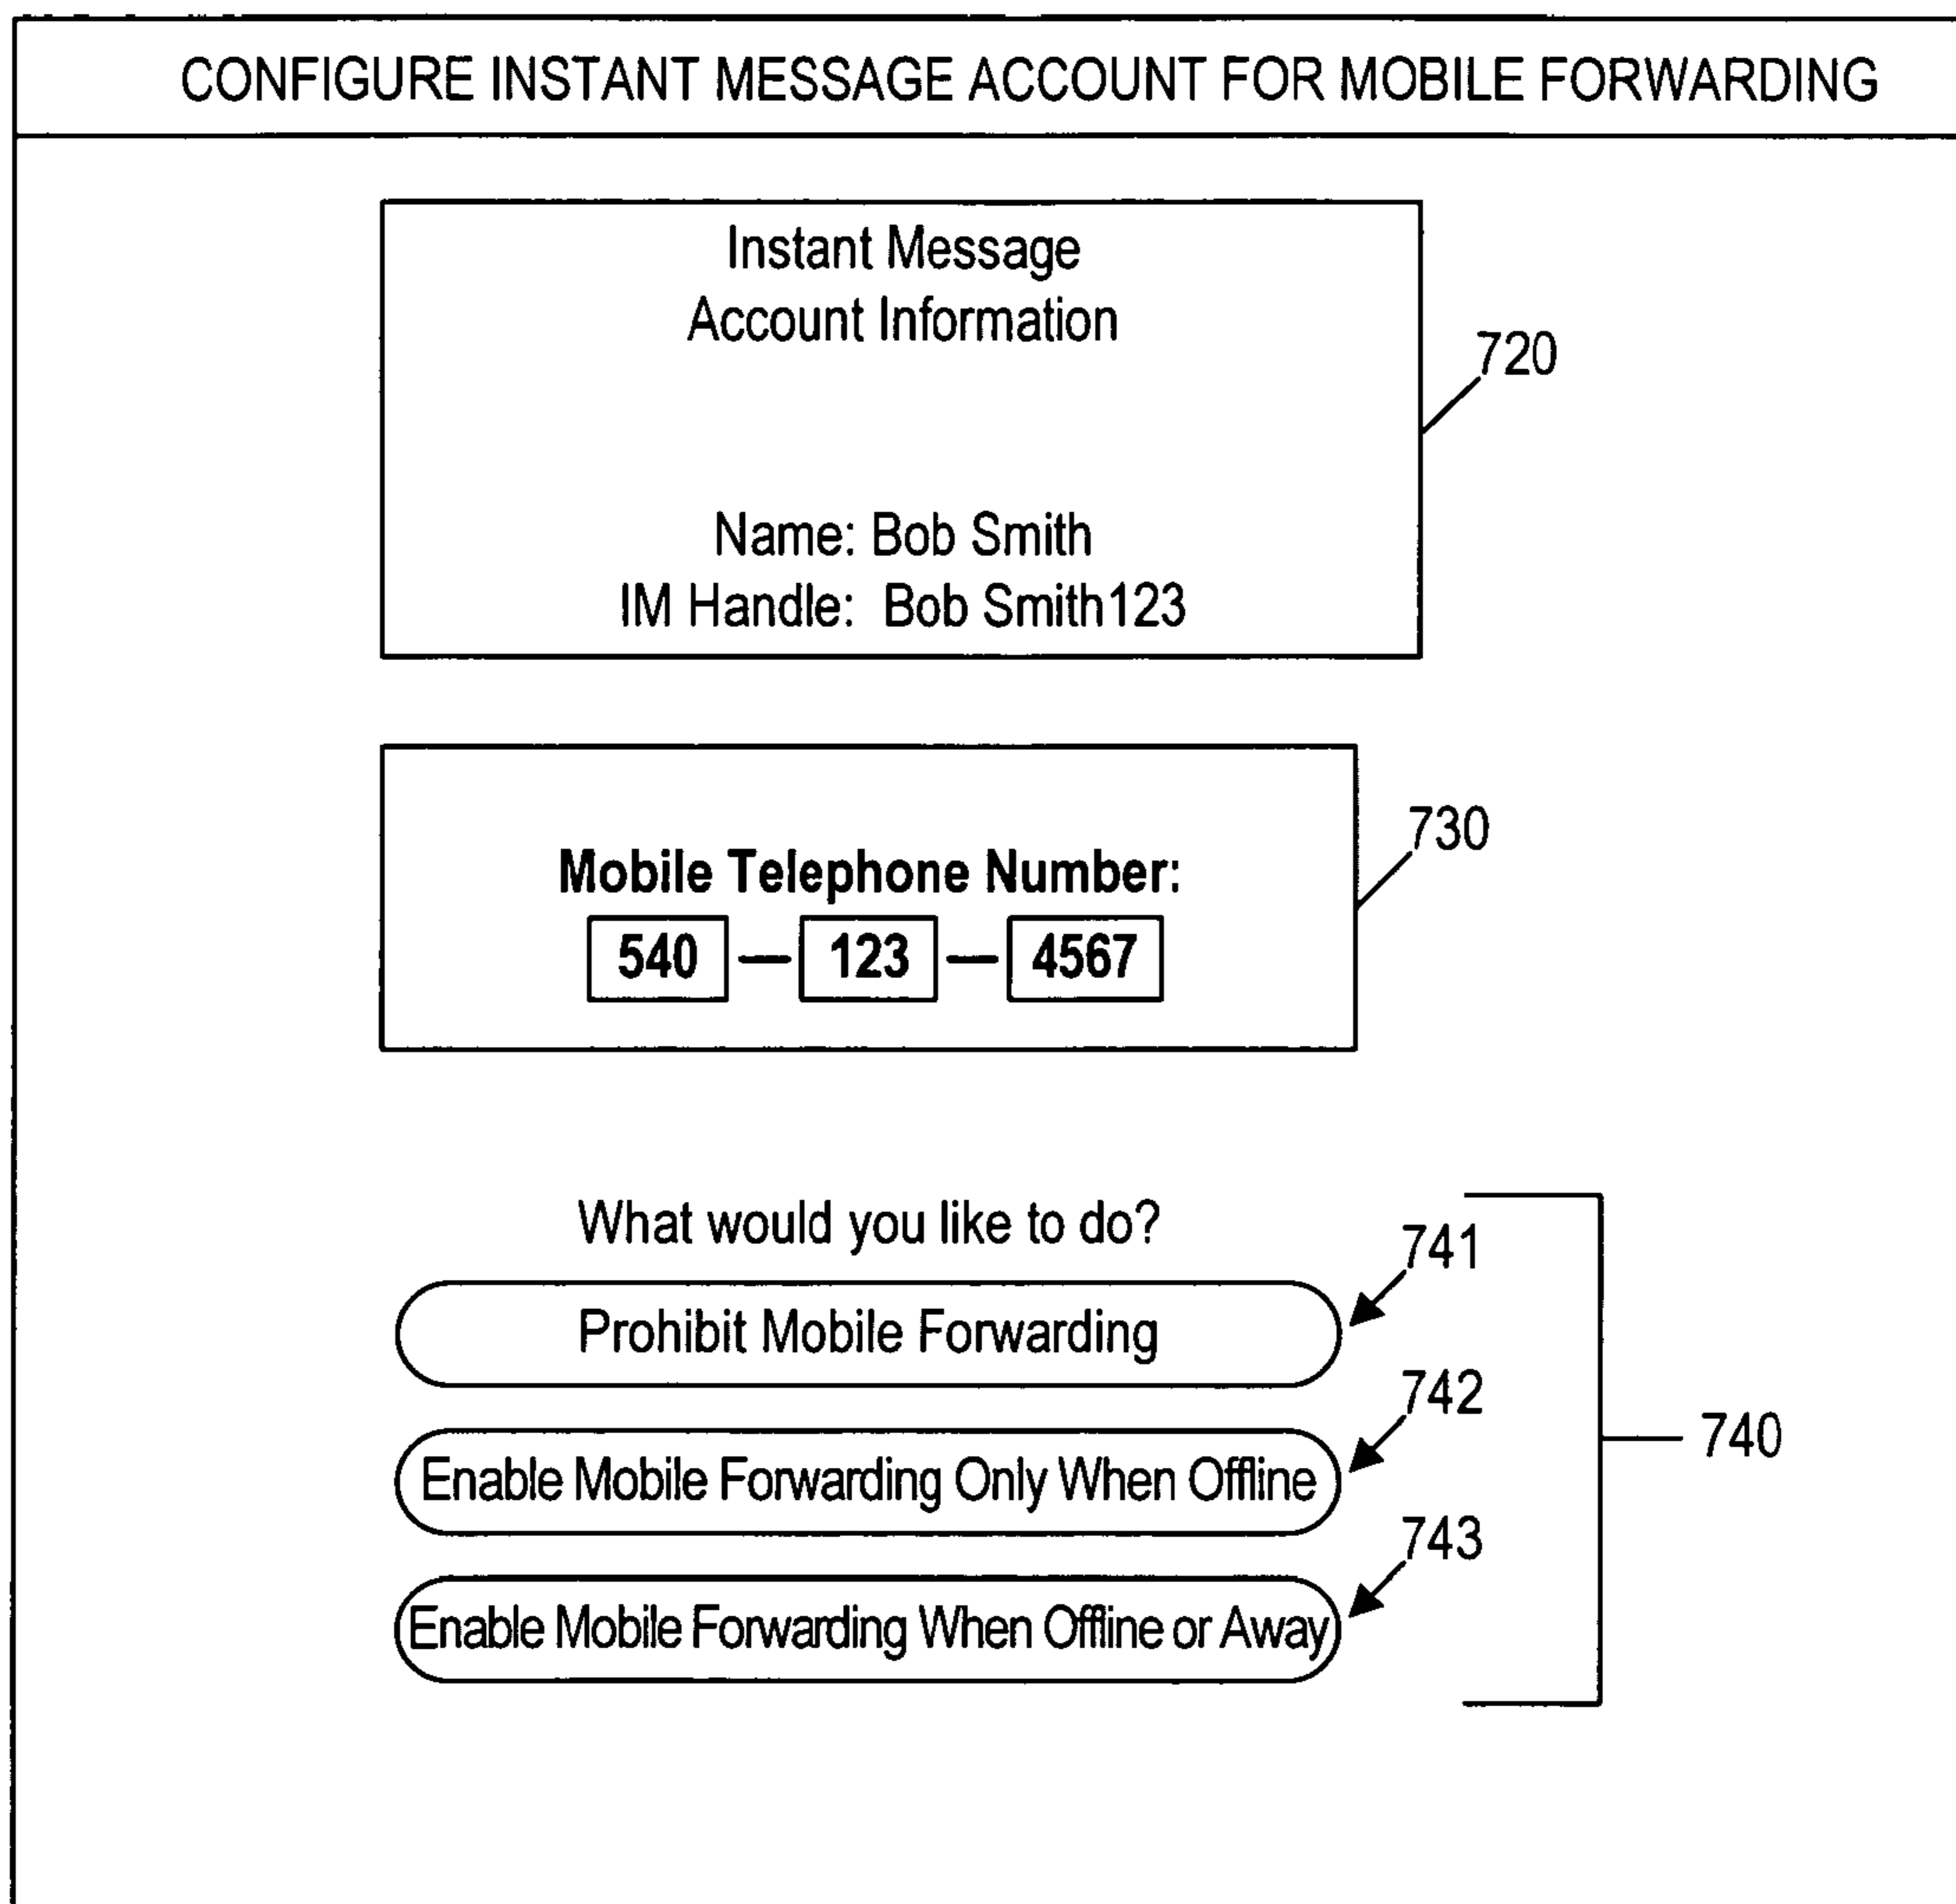 CONFIGURE INSTANT MESSAGE ACCOUNT FOR MOBILE FORWARDING
Instant Message
Account Information
720
Name: Bob Smith
IM Handle: Bob Smith123
730
Mobile Telephone Number:
540 — 123 — 4567
What would you like to do?
741
Prohibit Mobile Forwarding
742
Enable Mobile Forwarding Only When Offline
740
743
Enable Mobile Forwarding When Offline or Away